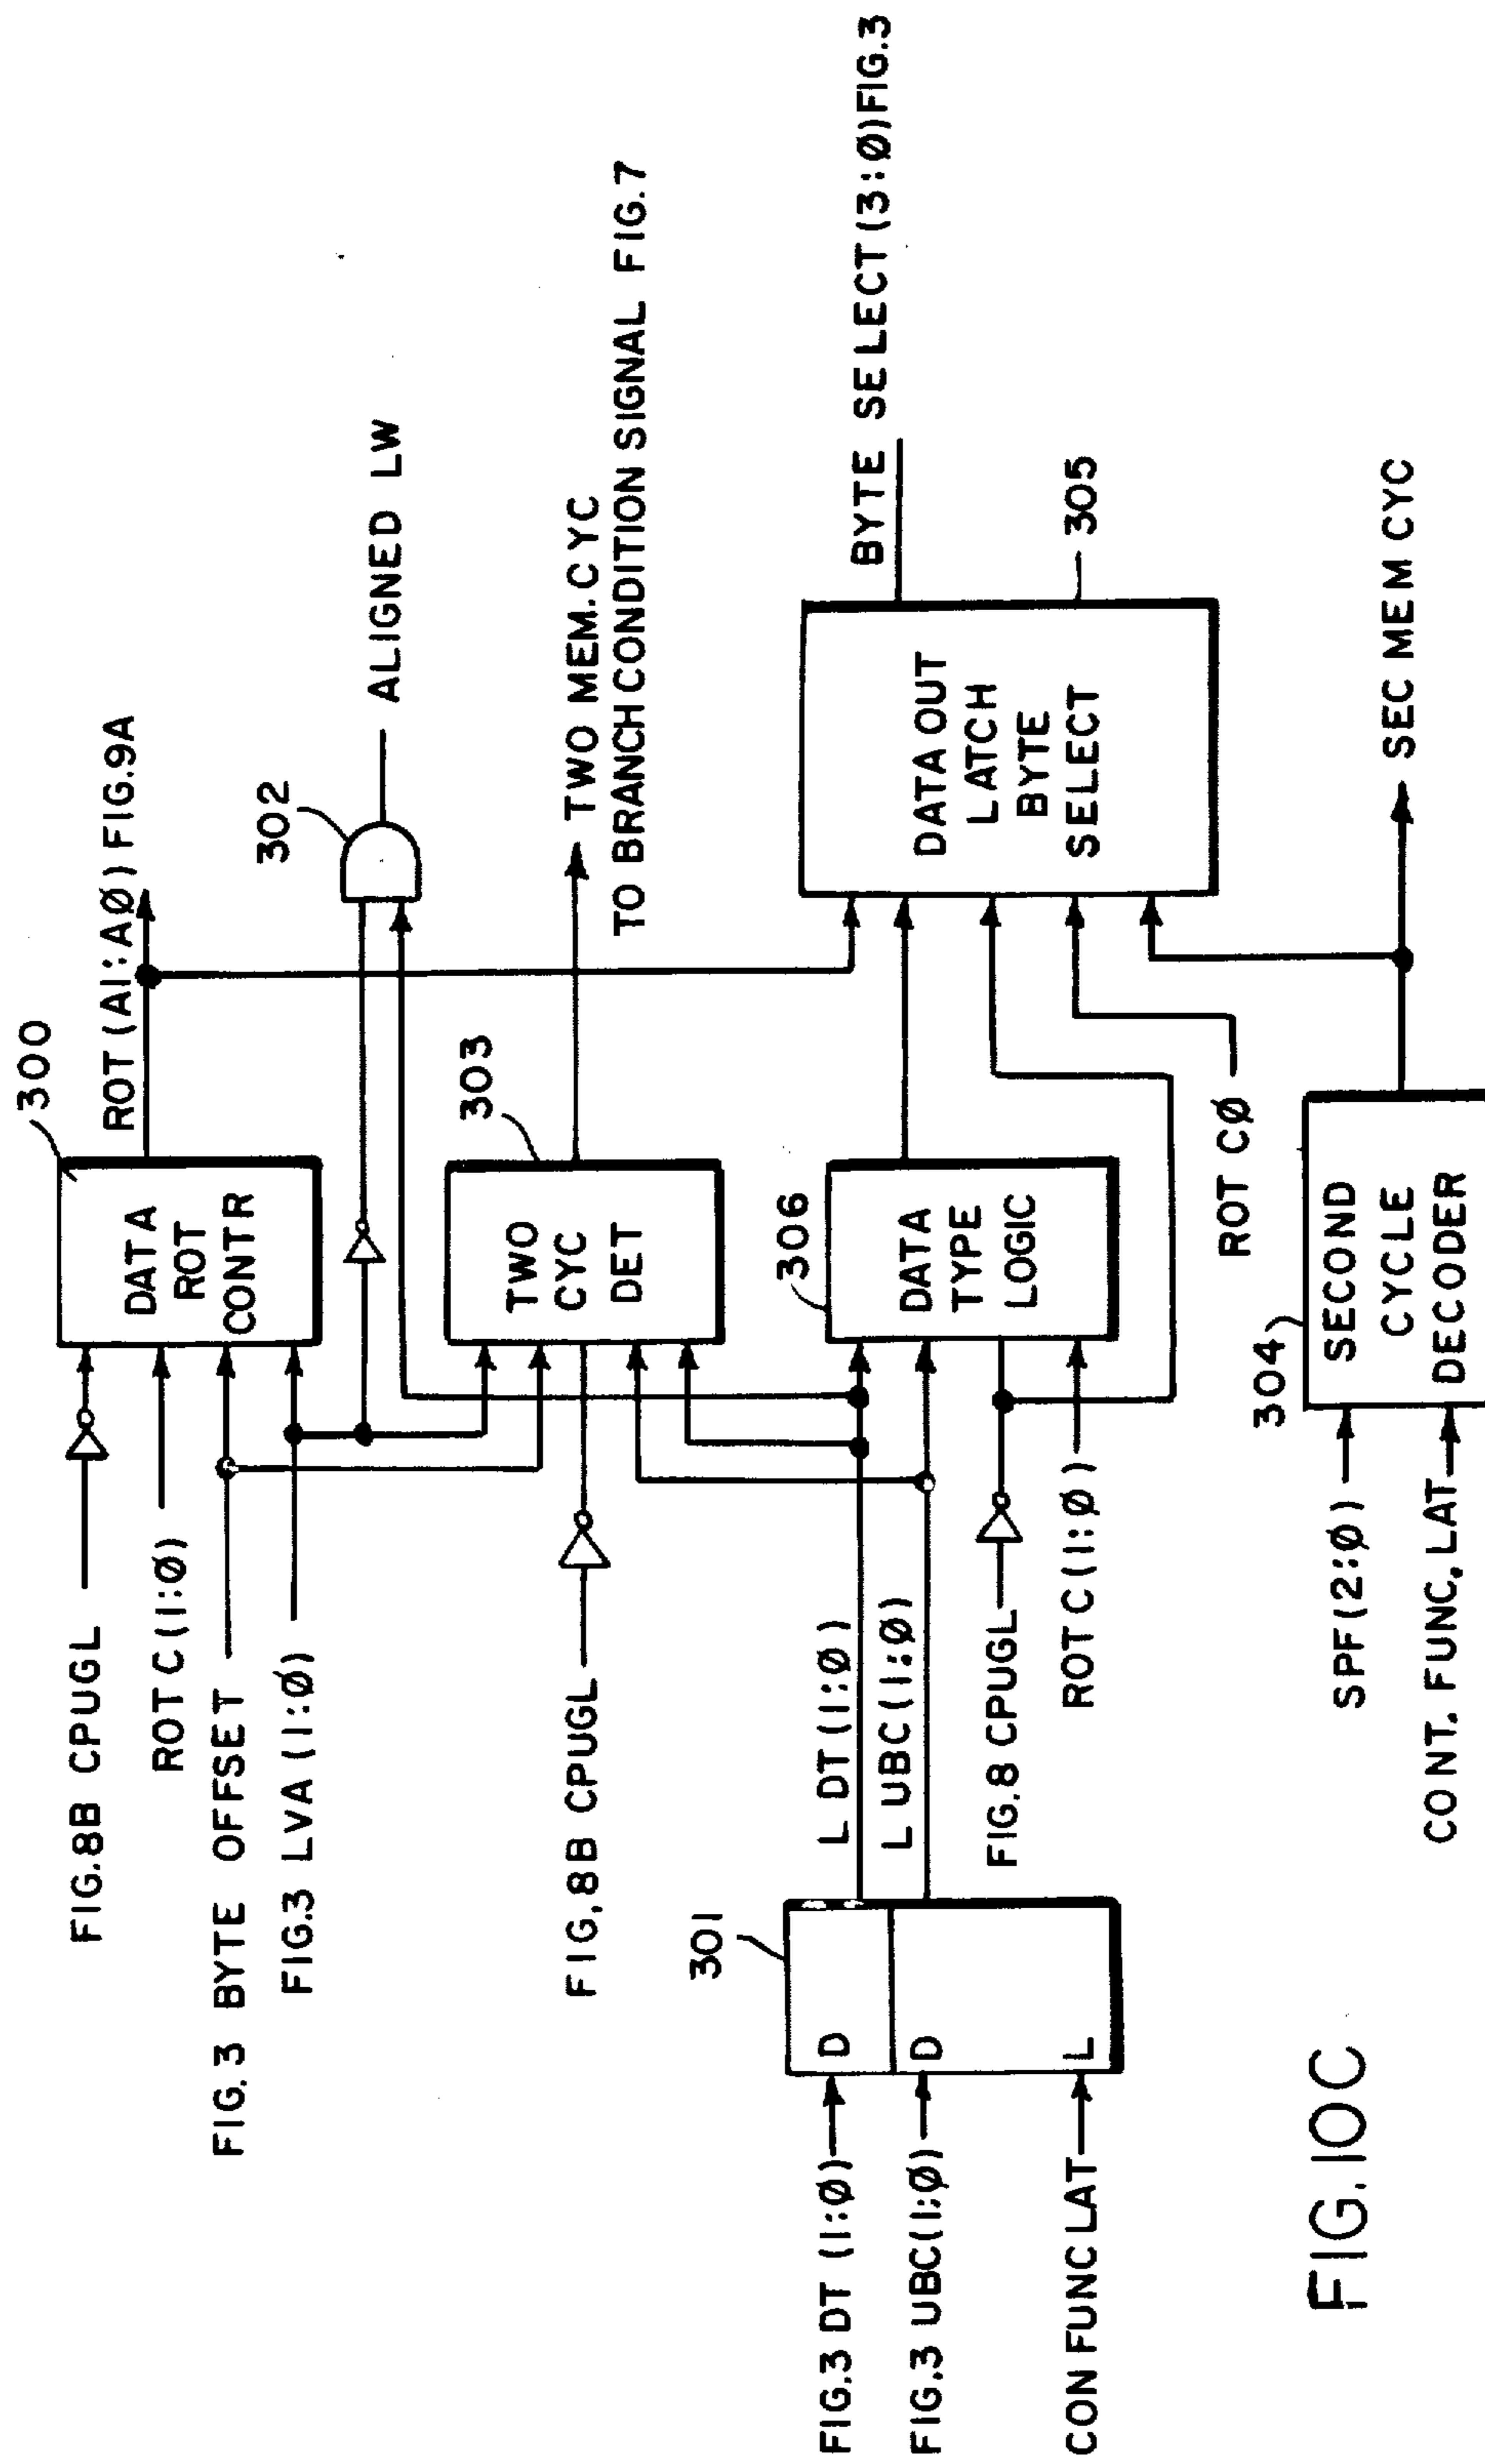 FIG.8B CPUGL
ROT C(1:Ø)
FIG.3 BYTE OFFSET
FIG.3 LVA(1:Ø)
300
DATA
ROT
CONTR
ROT(A1:AØ)FIG.9A
302
ALIGNED LW
FIG,8B CPUGL
303
TWO
CYC
DET
TWO MEM.CYC
TO BRANCH CONDITION SIGNAL FIG.7
FIG.3 DT (1:Ø)
FIG.3 UBC(1:Ø)
CON FUNC LAT
301
D
D
L
L DT(1:Ø)
L UBC(1:Ø)
FIG.8 CPUGL
ROT C(1:Ø)
306
DATA
TYPE
LOGIC
ROT CØ
DATA OUT
LATCH
BYTE
SELECT
305
BYTE SELECT(3:Ø)FIG.3
SPF(2:Ø)
CONT. FUNC. LAT
304
SECOND
CYCLE
DECODER
SEC MEM CYC
FIG.10C